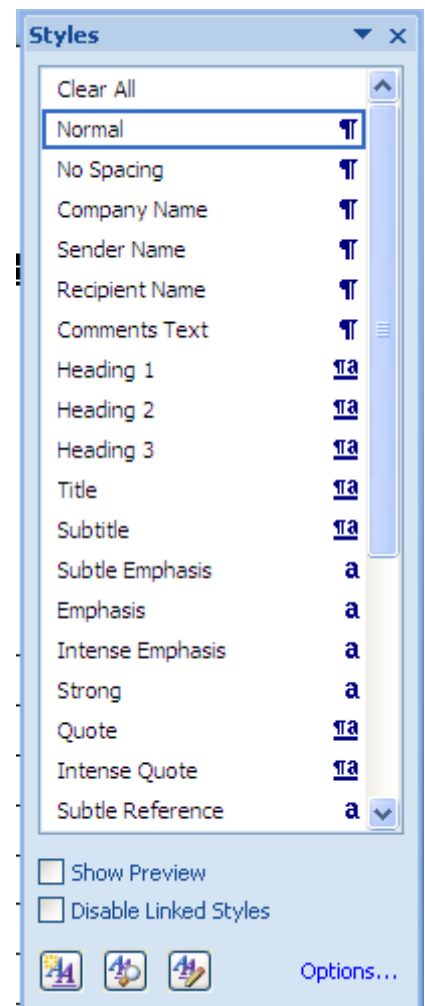 Styles
Clear All
Normal ¶
No Spacing ¶
Company Name ¶
Sender Name ¶
Recipient Name ¶
Comments Text ¶
Heading 1 ¶a
Heading 2 ¶a
Heading 3 ¶a
Title ¶a
Subtitle ¶a
Subtle Emphasis a
Emphasis a
Intense Emphasis a
Strong a
Quote ¶a
Intense Quote ¶a
Subtle Reference a
Show Preview
Disable Linked Styles
Options...